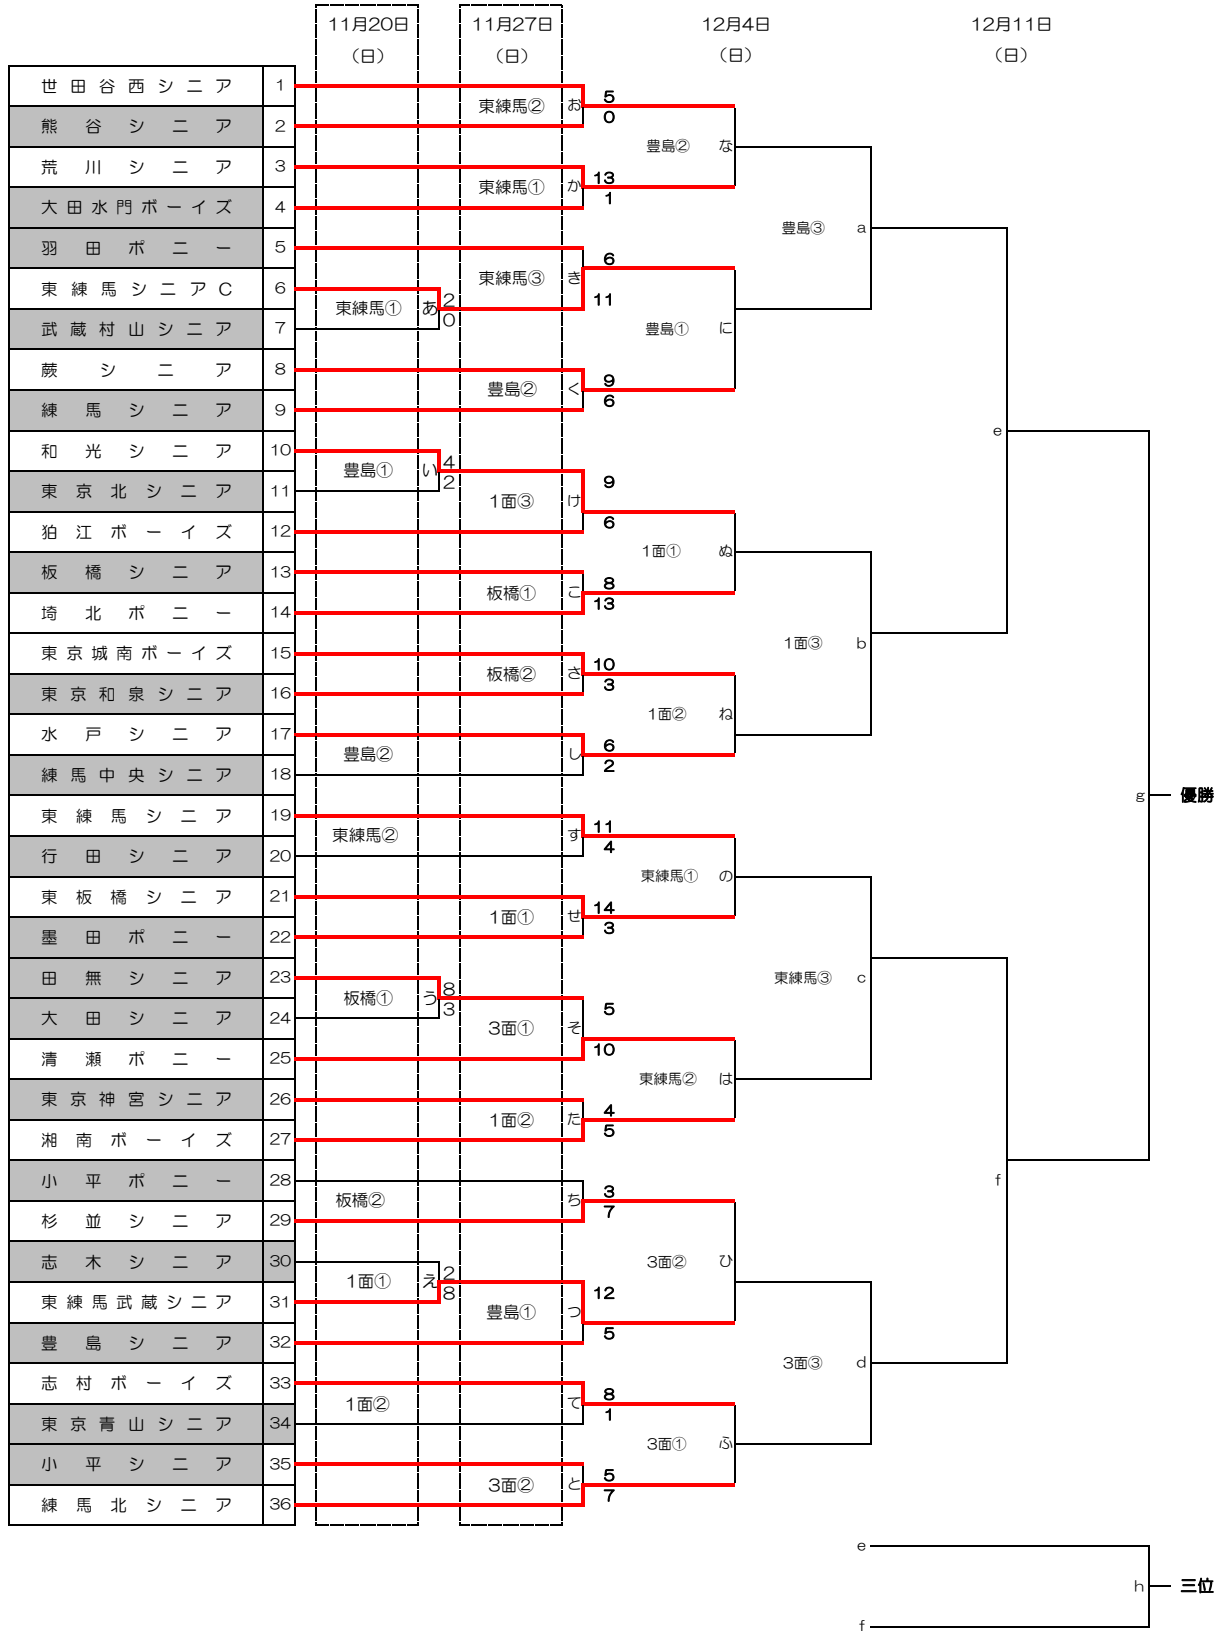 11月20日 11月27日 12月4日 12月11日
（日） （日） （日） （日）
世田谷西シニア 1
東練馬② お 5
熊谷シニア 2 0
豊島② な
荒川シニア 3
東練馬① か 13
大田水門ボーイズ 4 1
豊島③ a
羽田ポニー 5
東練馬③ き 6
東練馬シニアC 6
東練馬① あ 2 11
武蔵村山シニア 7 0
豊島① に
蕨シニア 8
豊島② く 9
練馬シニア 9 6
e
和光シニア 10
豊島① い 4
東京北シニア 11 2
1面③ け 9
狛江ボーイズ 12 6
1面① ぬ
板橋シニア 13
板橋① こ 8
埼北ポニー 14 13
1面③ b
東京城南ボーイズ 15
板橋② さ 10
東京和泉シニア 16 3
1面② ね
水戸シニア 17
豊島② し 6
練馬中央シニア 18 2
g 優勝
東練馬シニア 19
東練馬② す 11
行田シニア 20 4
東練馬① の
東板橋シニア 21
1面① せ 14
墨田ポニー 22 3
東練馬③ c
田無シニア 23
板橋① う 8
大田シニア 24 3
3面① そ 5
清瀬ポニー 25 10
東練馬② は
東京神宮シニア 26
1面② た 4
湘南ボーイズ 27 5
f
小平ポニー 28
板橋② ち 3
杉並シニア 29 7
3面② ひ
志木シニア 30
1面① え 2
東練馬武蔵シニア 31 8
豊島① つ 12
豊島シニア 32 5
3面③ d
志村ボーイズ 33
1面② て 8
東京青山シニア 34 1
3面① ふ
小平シニア 35
3面② と 5
練馬北シニア 36 7
e
h 三位
f